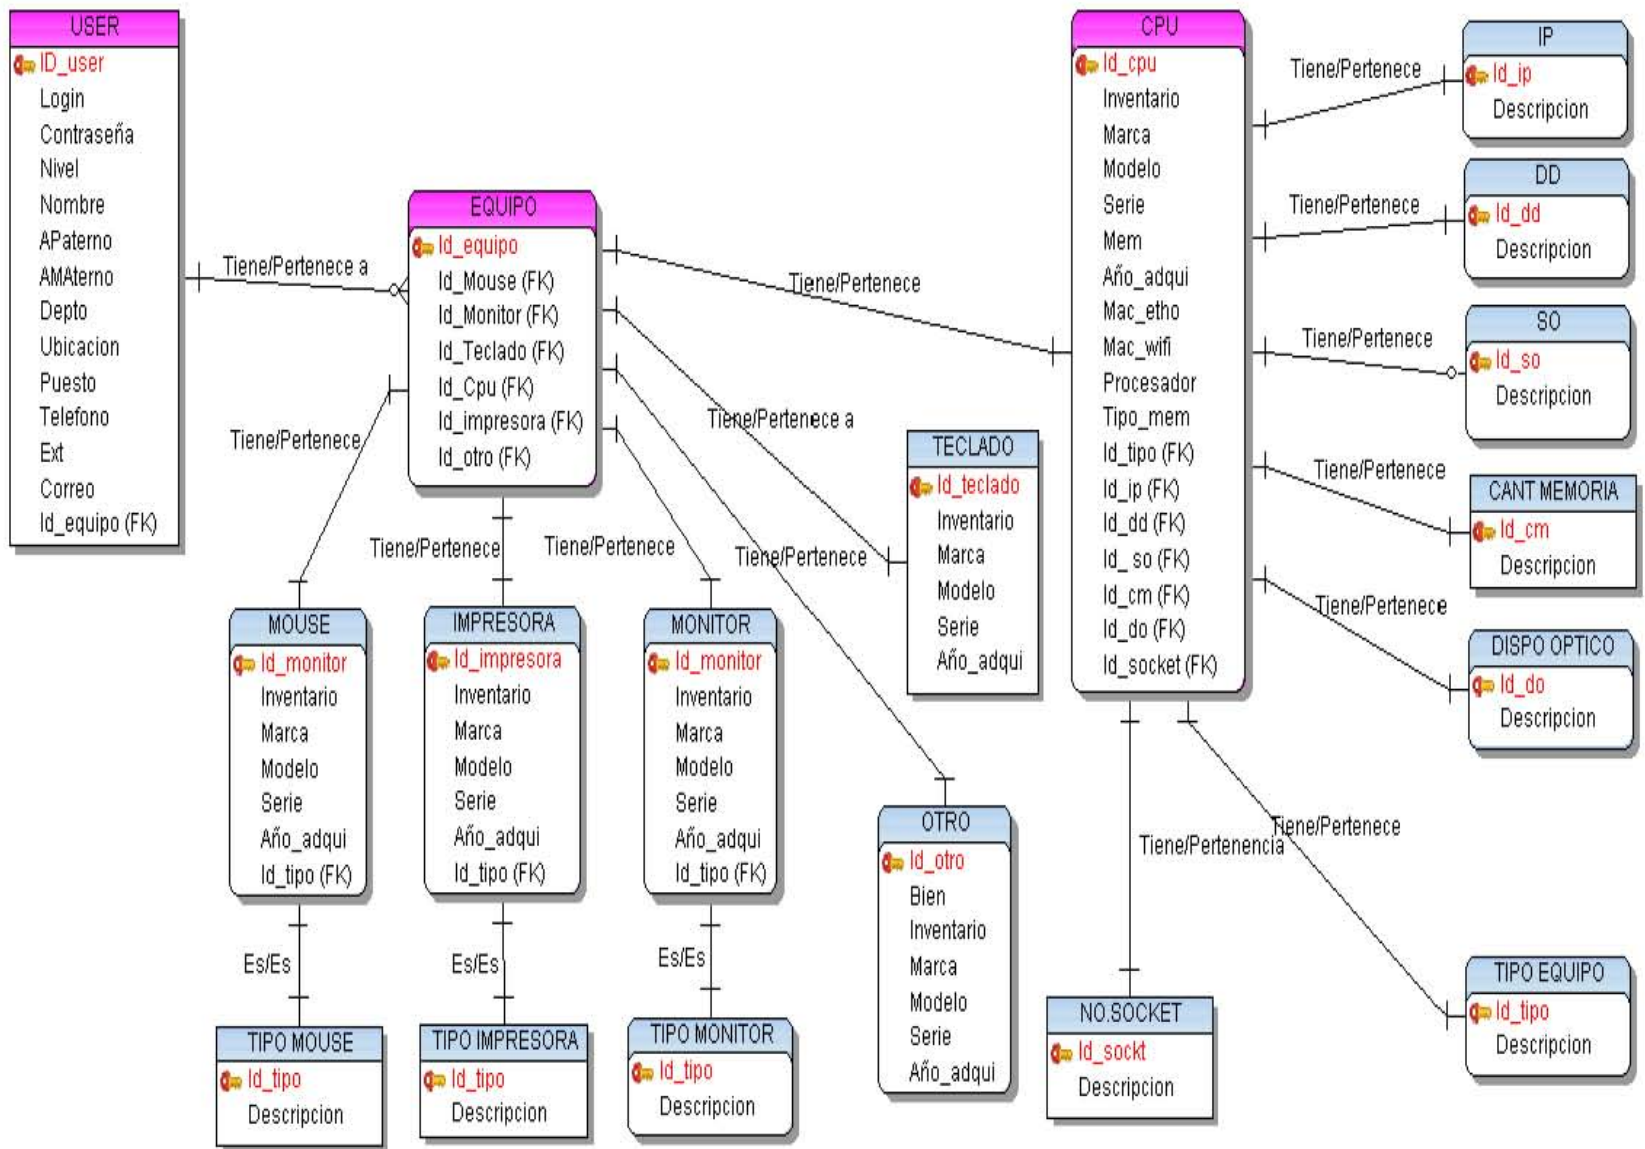 USER
ID_user
Login
Contraseña
Nivel
Nombre
APaterno
AMAterno
Depto
Ubicacion
Puesto
Telefono
Ext
Correo
Id_equipo (FK)
Tiene/Pertenece a
EQUIPO
Id_equipo
Id_Mouse (FK)
Id_Monitor (FK)
Id_Teclado (FK)
Id_Cpu (FK)
Id_impresora (FK)
Id_otro (FK)
Tiene/Pertenece
Tiene/Pertenece a
Tiene/Pertenece
Tiene/Pertenece
Tiene/Pertenece
Tiene/Pertenece
MOUSE
Id_monitor
Inventario
Marca
Modelo
Serie
Año_adqui
Id_tipo (FK)
Es/Es
TIPO MOUSE
Id_tipo
Descripcion
IMPRESORA
Id_impresora
Inventario
Marca
Modelo
Serie
Año_adqui
Id_tipo (FK)
Es/Es
TIPO IMPRESORA
Id_tipo
Descripcion
MONITOR
Id_monitor
Inventario
Marca
Modelo
Serie
Año_adqui
Id_tipo (FK)
Es/Es
TIPO MONITOR
Id_tipo
Descripcion
TECLADO
Id_teclado
Inventario
Marca
Modelo
Serie
Año_adqui
OTRO
Id_otro
Bien
Inventario
Marca
Modelo
Serie
Año_adqui
CPU
Id_cpu
Inventario
Marca
Modelo
Serie
Mem
Año_adqui
Mac_etho
Mac_wifi
Procesador
Tipo_mem
Id_tipo (FK)
Id_ip (FK)
Id_dd (FK)
Id_ so (FK)
Id_cm (FK)
Id_do (FK)
Id_socket (FK)
Tiene/Pertenece
IP
Id_ip
Descripcion
Tiene/Pertenece
DD
Id_dd
Descripcion
Tiene/Pertenece
SO
Id_so
Descripcion
Tiene/Pertenece
CANT MEMORIA
Id_cm
Descripcion
Tiene/Pertenece
DISPO OPTICO
Id_do
Descripcion
Tiene/Pertenencia
NO.SOCKET
Id_sockt
Descripcion
Tiene/Pertenece
TIPO EQUIPO
Id_tipo
Descripcion